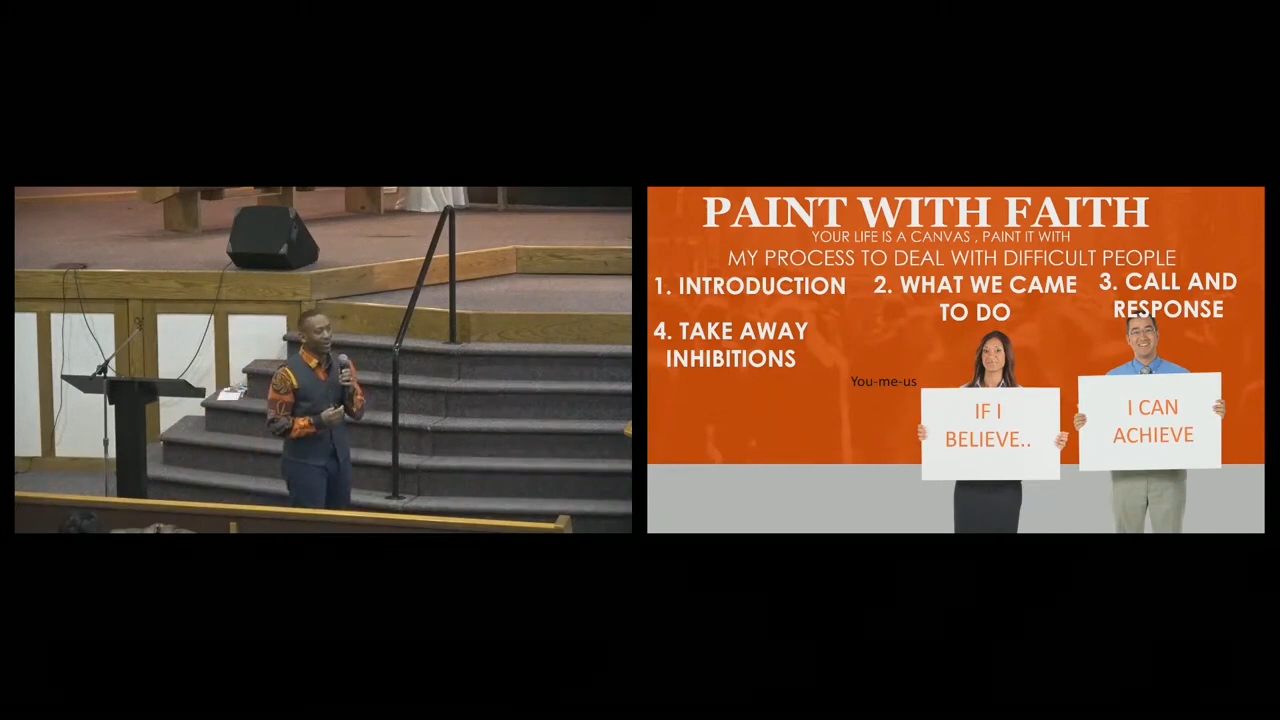 PAINT WITH FAITH
YOUR LIFE IS A CANVAS , PAINT IT WITH
MY PROCESS TO DEAL WITH DIFFICULT PEOPLE
1. INTRODUCTION
2. WHAT WE CAME
TO DO
3. CALL AND
RESPONSE
4. TAKE AWAY
INHIBITIONS
You-me-us
IF I
BELIEVE..
I CAN
ACHIEVE